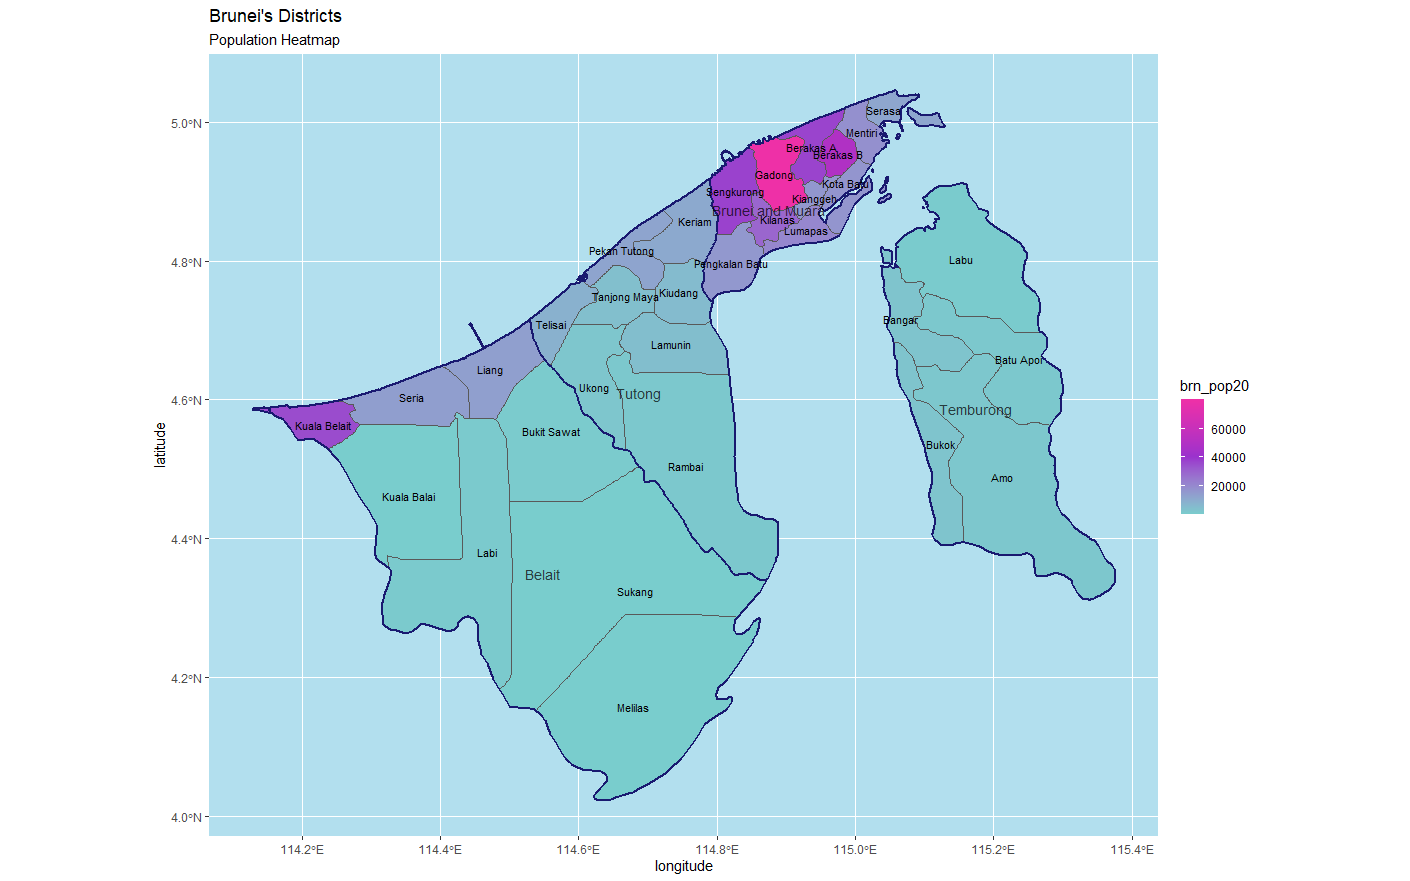 Brunei's Districts
Population Heatmap
5.0°N
4.8°N
4.6°N
4.4°N
4.2°N
4.0°N
latitude
Serasa
Mentiri
Berakas A
Berakas B
Gadong
Kota Batu
Sengkurong
Kianggeh
Brunei and Muara
Kilanas
Keriam
Lumapas
Pekan Tutong
Pengkalan Batu
Labu
Kiudang
Tanjong Maya
Telisai
Bangar
Lamunin
Batu Apoi
Liang
Ukong
Tutong
Seria
Temburong
Kuala Belait
Bukit Sawat
Bukok
Rambai
Amo
Kuala Balai
Labi
Belait
Sukang
Melilas
114.2°E
114.4°E
114.6°E
114.8°E
115.0°E
115.2°E
115.4°E
longitude
brn_pop20
60000
40000
20000